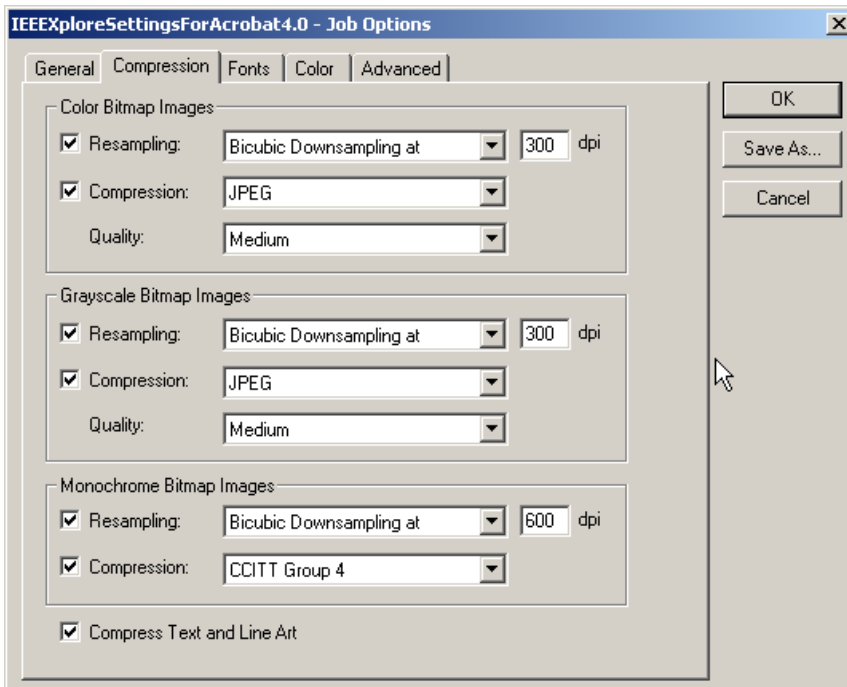 IEEEXploreSettingsForAcrobat4.0 - Job Options
General Compression Fonts Color Advanced
OK
Save As...
Cancel
Color Bitmap Images
Resampling: Bicubic Downsampling at 300 dpi
Compression: JPEG
Quality: Medium
Grayscale Bitmap Images
Resampling: Bicubic Downsampling at 300 dpi
Compression: JPEG
Quality: Medium
Monochrome Bitmap Images
Resampling: Bicubic Downsampling at 600 dpi
Compression: CCITT Group 4
Compress Text and Line Art